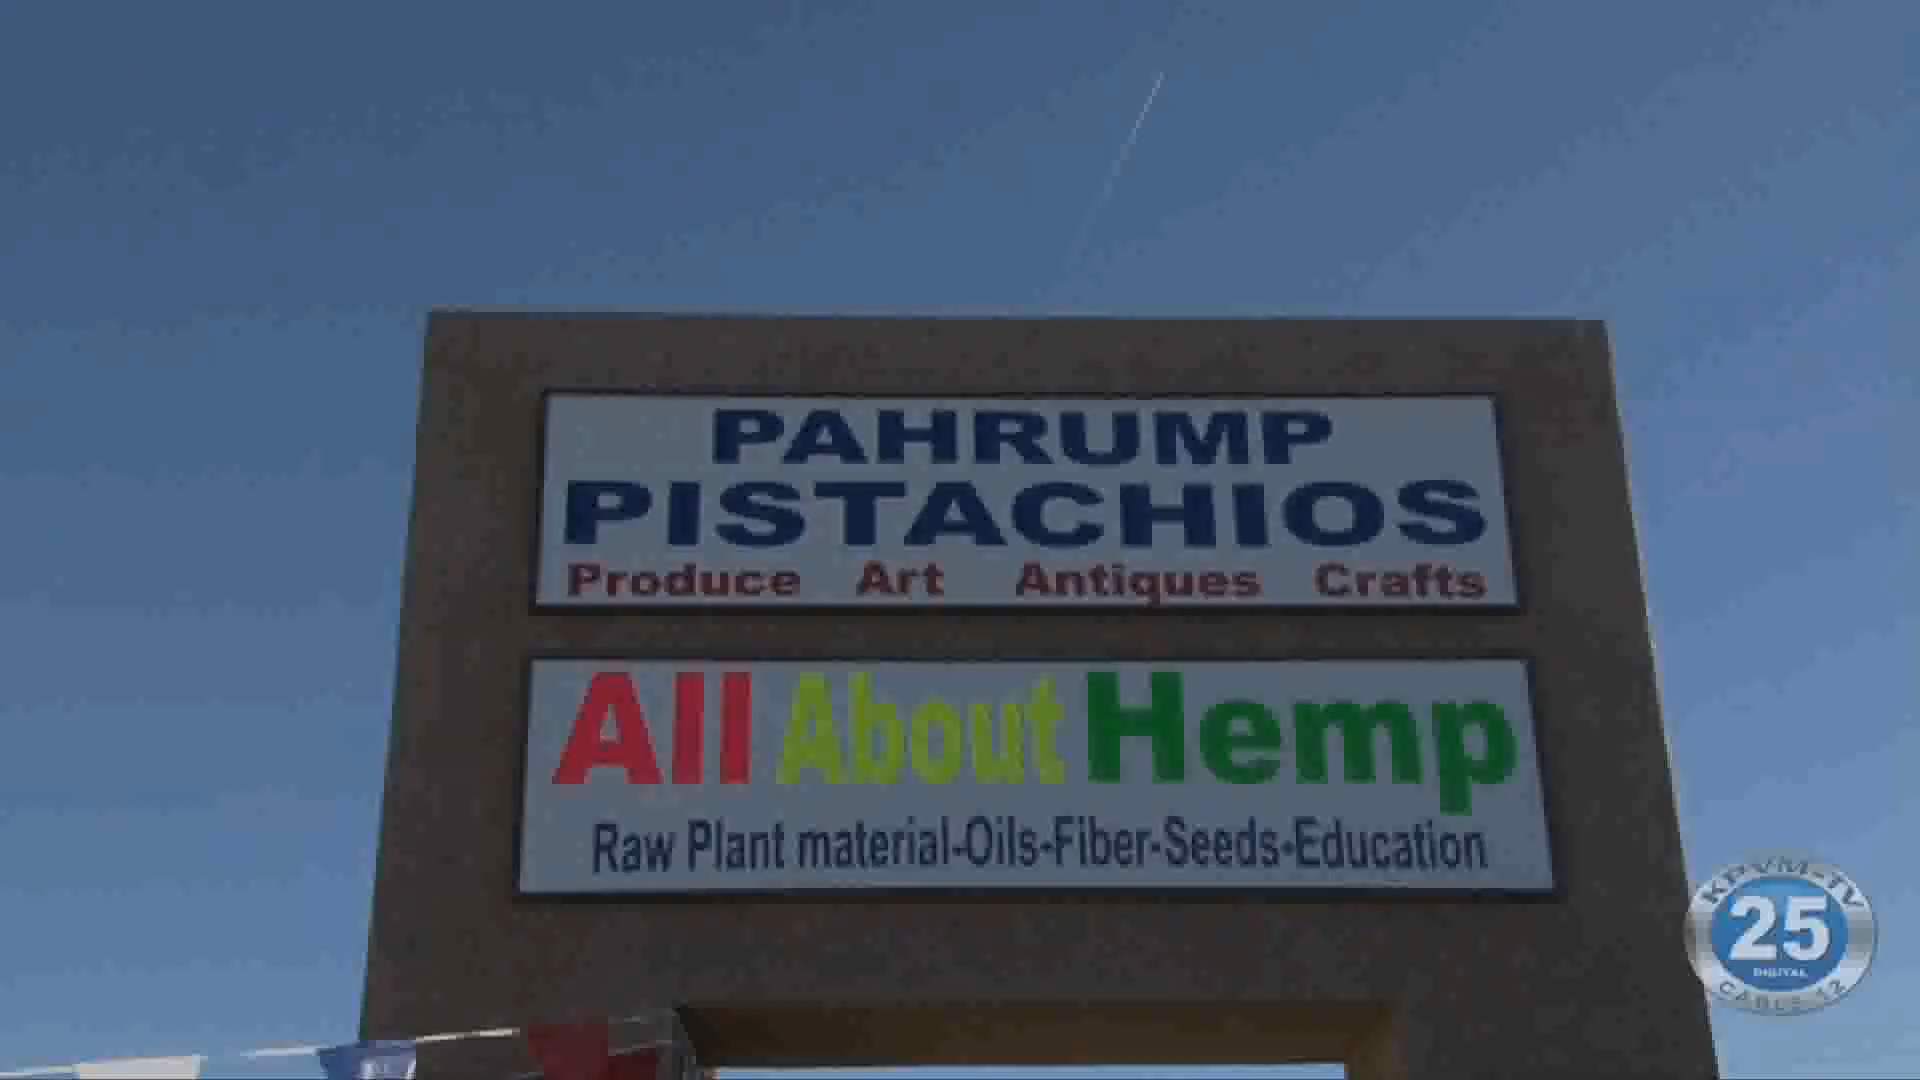 PAHRUMP
PISTACHIOS
Produce Art Antiques Crafts
All About Hemp
Raw Plant material-Oils-Fiber-Seeds-Education
KPVM-TV
25
DIGITAL
CABLE 12